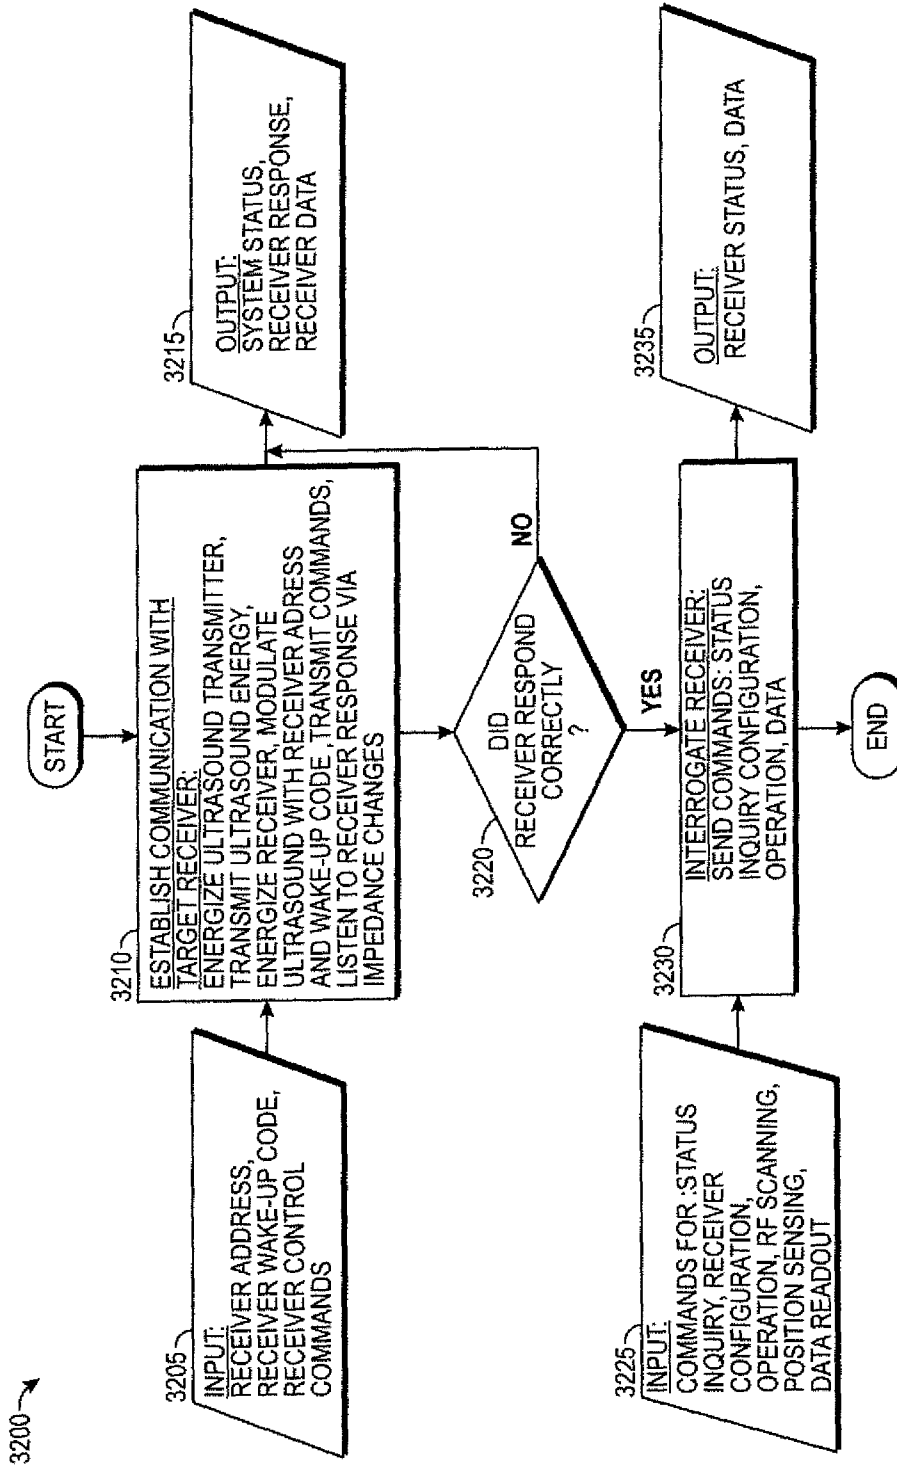 3200
START
3205
INPUT:
RECEIVER ADDRESS,
RECEIVER WAKE-UP CODE,
RECEIVER CONTROL
COMMANDS
3210
ESTABLISH COMMUNICATION WITH
TARGET RECEIVER:
ENERGIZE ULTRASOUND TRANSMITTER,
TRANSMIT ULTRASOUND ENERGY,
ENERGIZE RECEIVER, MODULATE
ULTRASOUND WITH RECEIVER ADDRESS
AND WAKE-UP CODE, TRANSMIT COMMANDS,
LISTEN TO RECEIVER RESPONSE VIA
IMPEDANCE CHANGES
3215
OUTPUT:
SYSTEM STATUS,
RECEIVER RESPONSE,
RECEIVER DATA
3220
DID
RECEIVER RESPOND
CORRECTLY
?
NO
YES
3225
INPUT:
COMMANDS FOR :STATUS
INQUIRY, RECEIVER
CONFIGURATION,
OPERATION, RF SCANNING,
POSITION SENSING,
DATA READOUT
3230
INTERROGATE RECEIVER:
SEND COMMANDS: STATUS
INQUIRY CONFIGURATION,
OPERATION, DATA
3235
OUTPUT:
RECEIVER STATUS, DATA
END